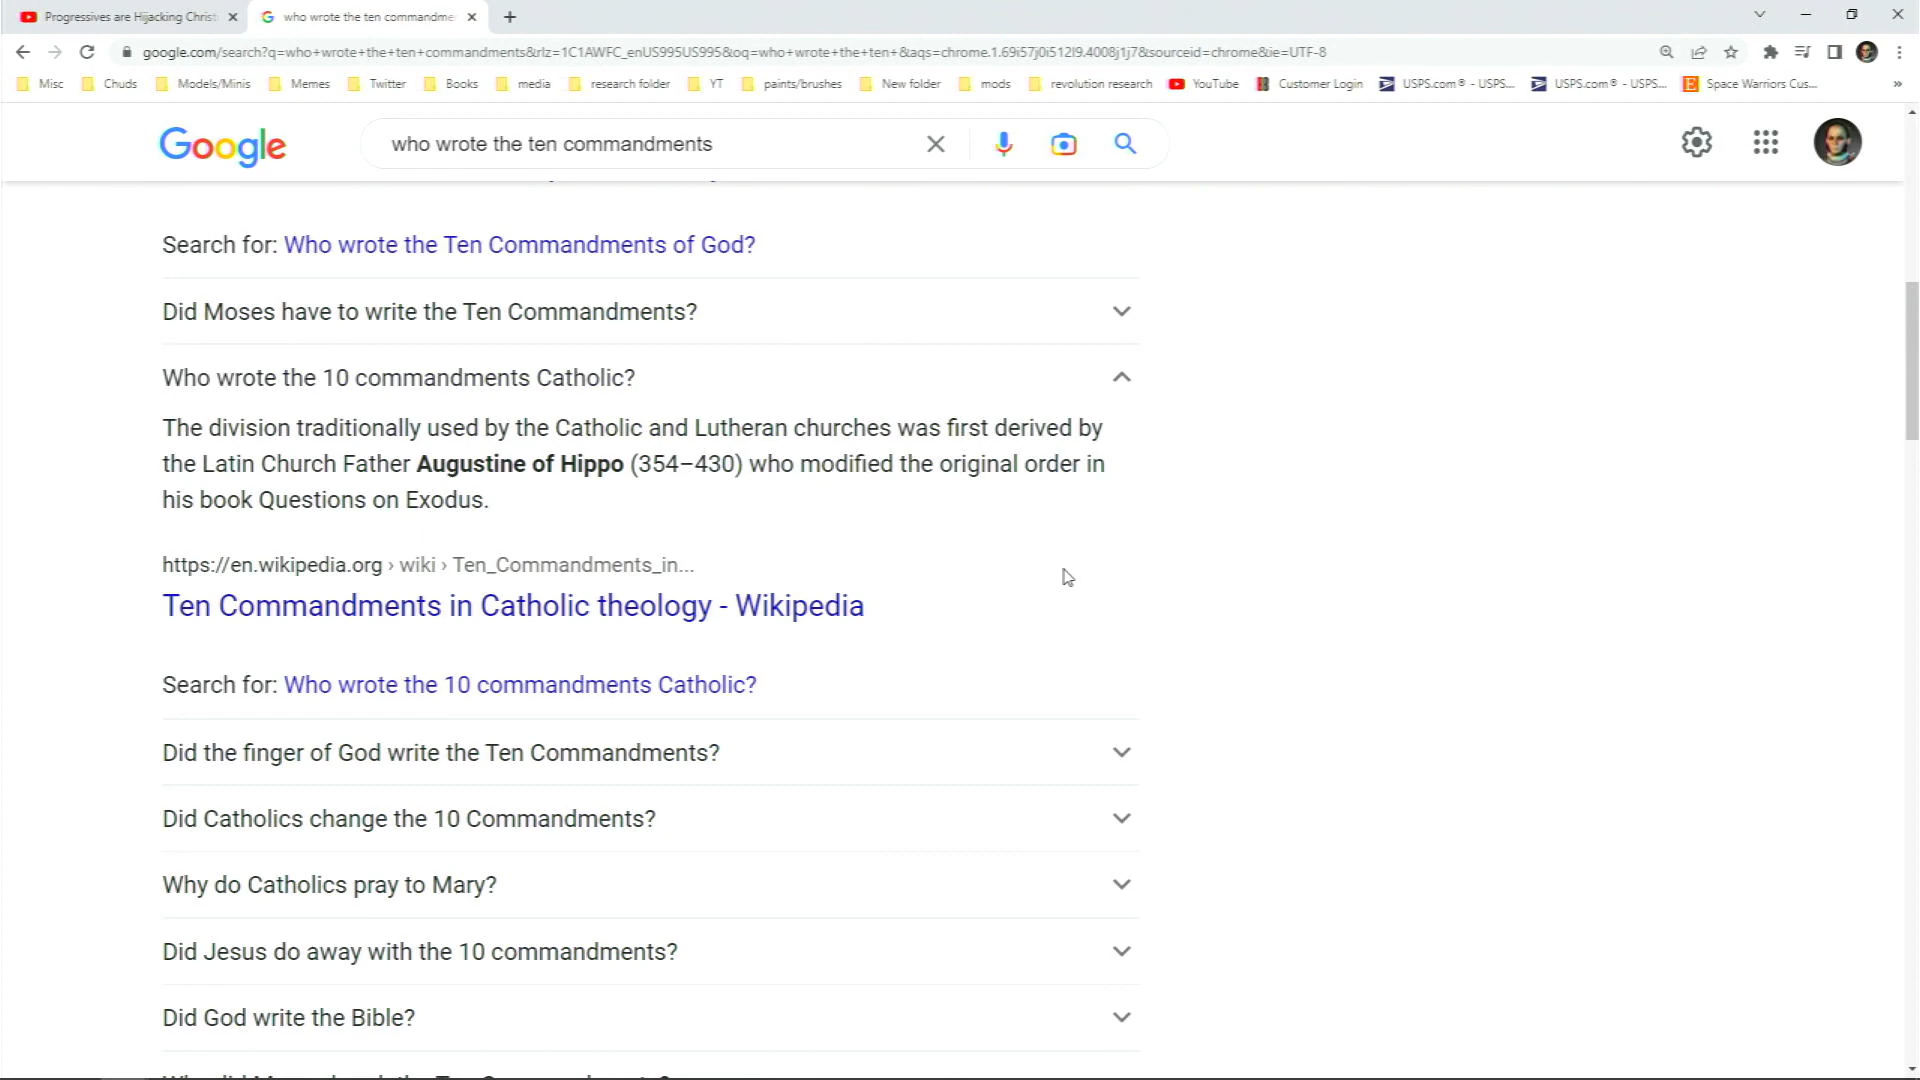 Progressives are Hijacking Christ
who wrote the ten commandme
google.com/search?q=who+wrote+the+ten+commandments&rlz=1C1AWFC_enUS995US995&oq=who+wrote+the+ten+&aqs=chrome.1.69i57j0i512l9.4008j1j7&sourceid=chrome&ie=UTF-8
Misc Chuds Models/Minis Memes Twitter Books media research folder YT paints/brushes New folder mods revolution research YouTube Customer Login USPS.com® - USPS... USPS.com® - USPS... Space Warriors Cus... »
Google who wrote the ten commandments
Search for: Who wrote the Ten Commandments of God?
Did Moses have to write the Ten Commandments?
Who wrote the 10 commandments Catholic?
The division traditionally used by the Catholic and Lutheran churches was first derived by
the Latin Church Father Augustine of Hippo (354–430) who modified the original order in
his book Questions on Exodus.
https://en.wikipedia.org › wiki › Ten_Commandments_in...
Ten Commandments in Catholic theology - Wikipedia
Search for: Who wrote the 10 commandments Catholic?
Did the finger of God write the Ten Commandments?
Did Catholics change the 10 Commandments?
Why do Catholics pray to Mary?
Did Jesus do away with the 10 commandments?
Did God write the Bible?